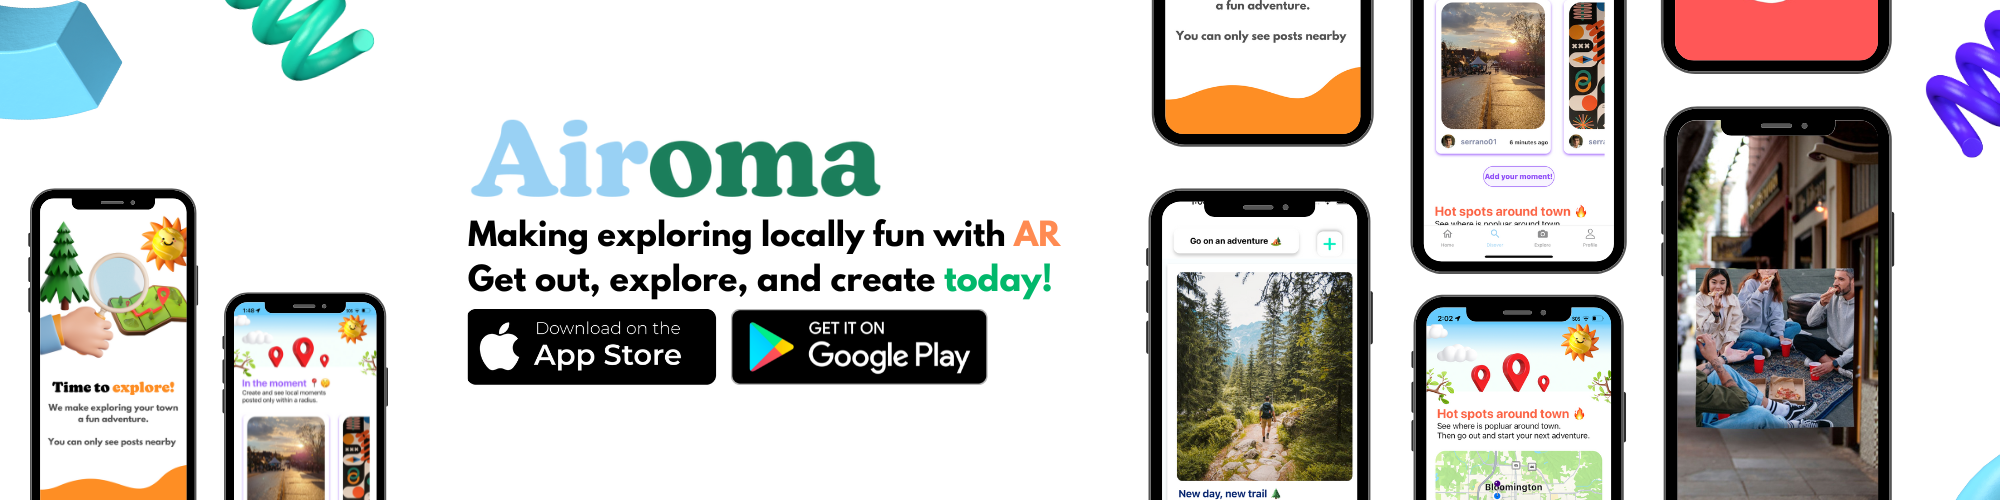 Time to explore!
We make exploring your town
a fun adventure.
You can only see posts nearby
1:48
SOS
In the moment
Create and see local moments
posted only within a radius.
Airoma
Making exploring locally fun with AR
Get out, explore, and create today!
Download on the
App Store
GET IT ON
Google Play
a fun adventure.
You can only see posts nearby
Go on an adventure
+
New day, new trail
serrano01
6 minutes ago
serra
Add your moment!
Hot spots around town
See where is popluar around town.
Home
Discover
Explore
Profile
2:02
SOS
Hot spots around town
See where is popluar around town.
Then go out and start your next adventure.
Bloomington